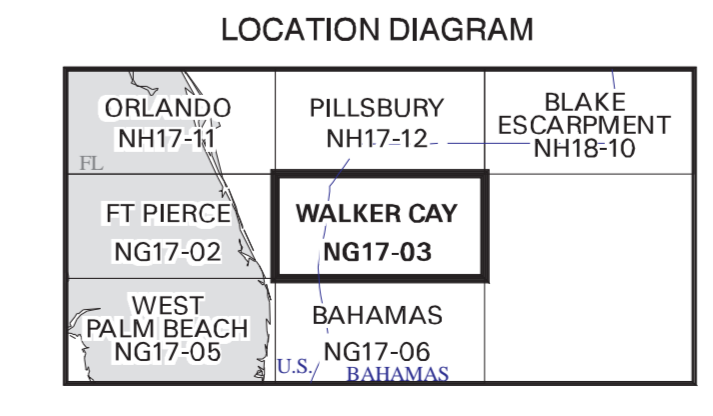 LOCATION DIAGRAM
ORLANDO
NH17-11
FL
PILLSBURY
NH17-12
BLAKE
ESCARPMENT
NH18-10
FT PIERCE
NG17-02
WALKER CAY
NG17-03
WEST
PALM BEACH
NG17-05
BAHAMAS
NG17-06
U.S.
BAHAMAS